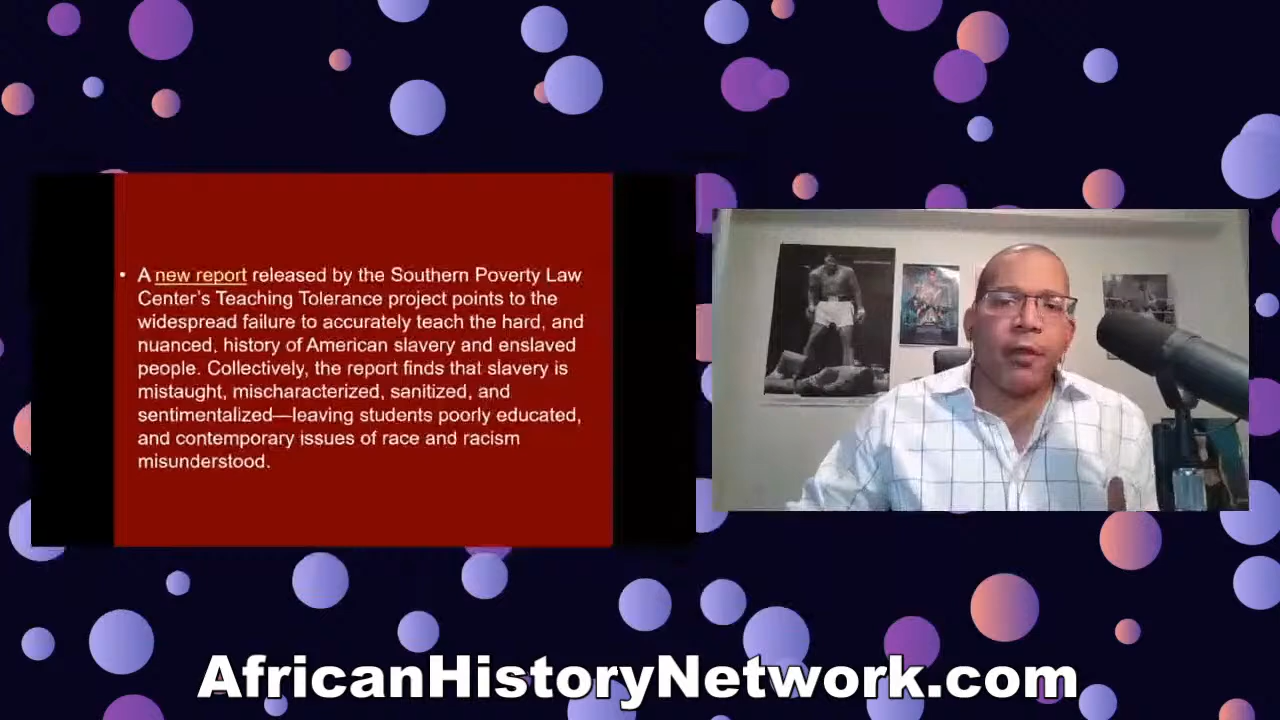 • A new report released by the Southern Poverty Law
Center's Teaching Tolerance project points to the
widespread failure to accurately teach the hard, and
nuanced, history of American slavery and enslaved
people. Collectively, the report finds that slavery is
mistaught, mischaracterized, sanitized, and
sentimentalized—leaving students poorly educated,
and contemporary issues of race and racism
misunderstood.
AfricanHistoryNetwork.com